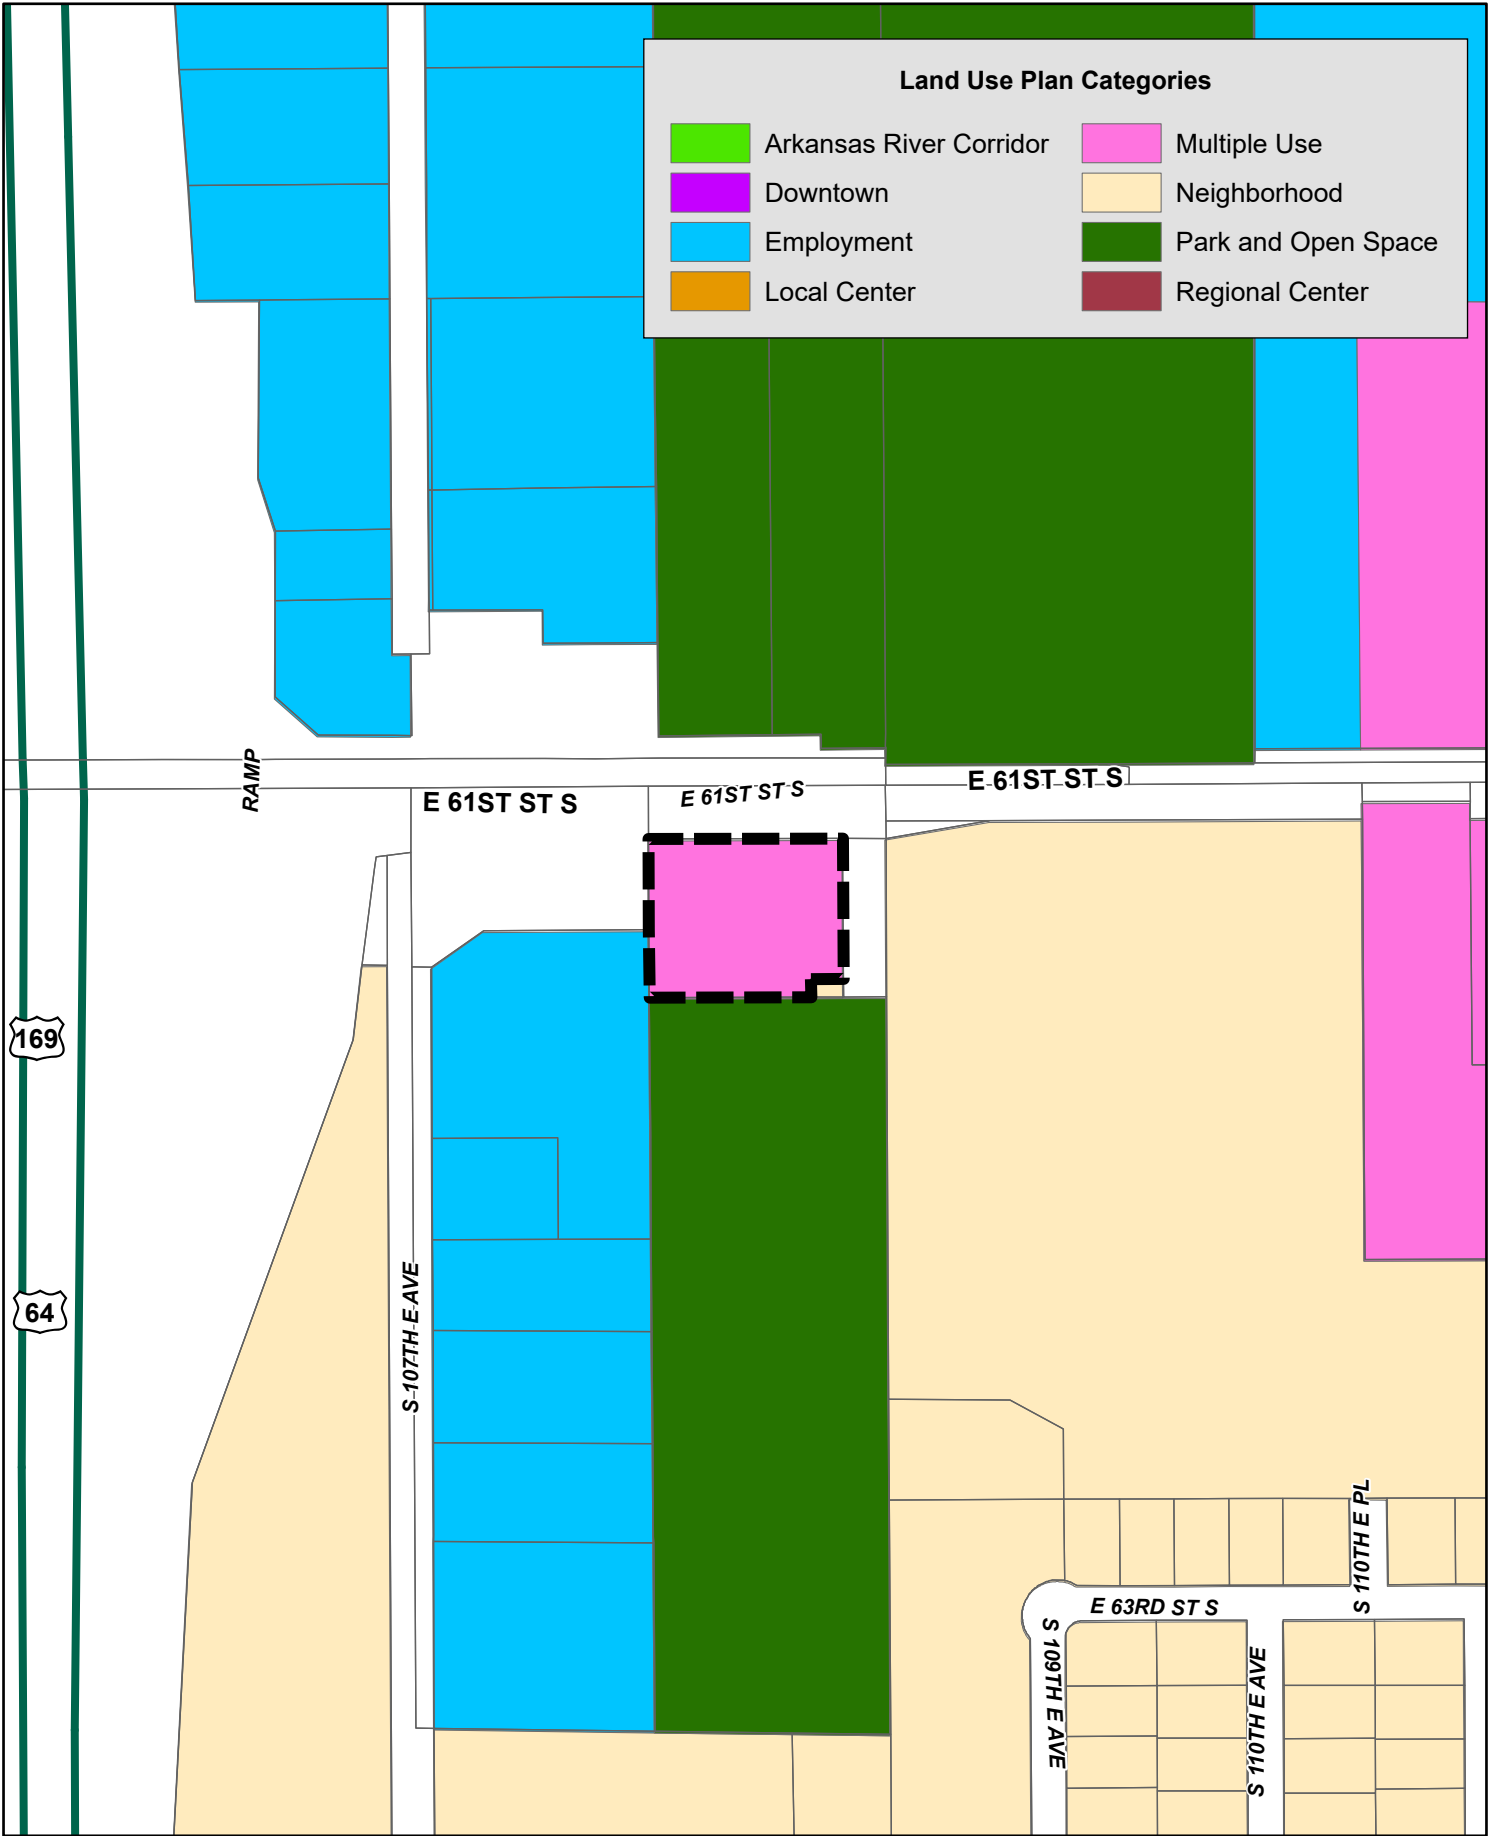 Land Use Plan Categories
Arkansas River Corridor
Downtown
Employment
Local Center
Multiple Use
Neighborhood
Park and Open Space
Regional Center
RAMP
E 61ST ST S
E 61ST ST S
E 61ST ST S
169
64
S 107TH E AVE
S 110TH E PL
E 63RD ST S
S 109TH E AVE
S 110TH E AVE